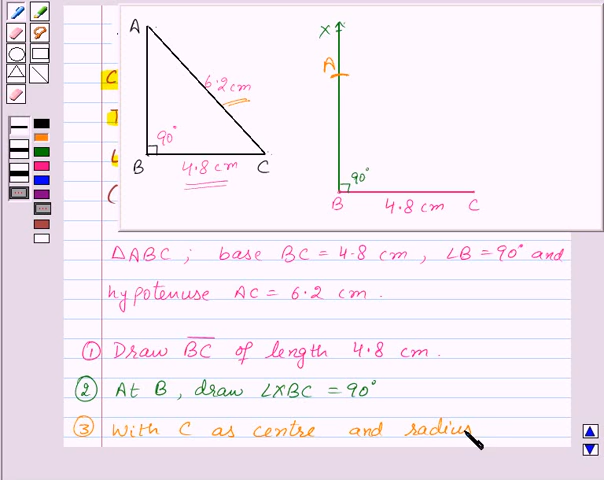 X
A
A
6.2 cm
90°
90°
B
4.8 cm
C
B
4.8 cm
C
C
T
L
(
△ABC ; base BC = 4.8 cm , ∠B = 90° and
hypotenuse AC = 6.2 cm .
① Draw B̅C̅ of length 4.8 cm .
② At B , draw ∠XBC = 90°
③ With C as centre and radius